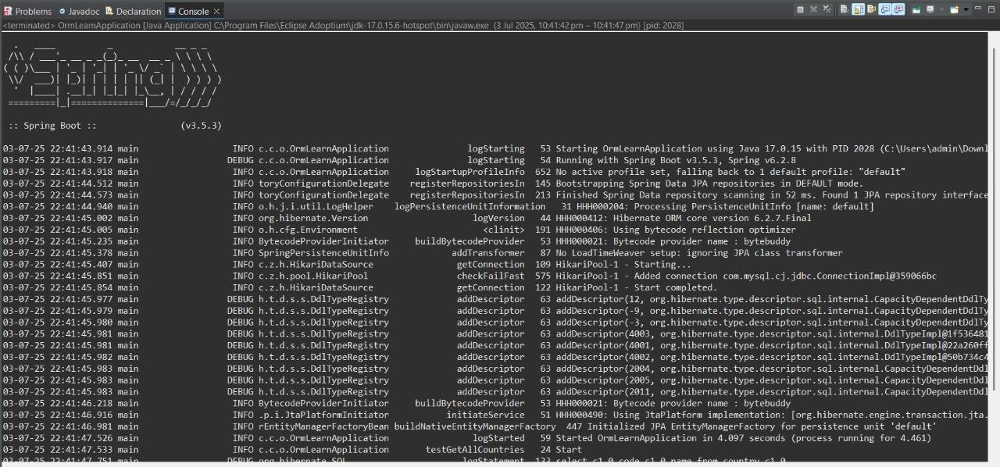 Problems Javadoc Declaration Console
<terminated> OrmLearnApplication [Java Application] C:\Program Files\Eclipse Adoptium\jdk-17.0.15.6-hotspot\bin\javaw.exe (3 Jul 2025, 10:41:42 pm – 10:41:47 pm) [pid: 2028]
:: Spring Boot :: (v3.5.3)
03-07-25 22:41:43.914 main INFO c.c.o.OrmLearnApplication logStarting 53 Starting OrmLearnApplication using Java 17.0.15 with PID 2028 (C:\Users\admin\Downl
03-07-25 22:41:43.917 main DEBUG c.c.o.OrmLearnApplication logStarting 54 Running with Spring Boot v3.5.3, Spring v6.2.8
03-07-25 22:41:43.918 main INFO c.c.o.OrmLearnApplication logStartupProfileInfo 652 No active profile set, falling back to 1 default profile: "default"
03-07-25 22:41:44.512 main INFO toryConfigurationDelegate registerRepositoriesIn 145 Bootstrapping Spring Data JPA repositories in DEFAULT mode.
03-07-25 22:41:44.573 main INFO toryConfigurationDelegate registerRepositoriesIn 213 Finished Spring Data repository scanning in 52 ms. Found 1 JPA repository interface
03-07-25 22:41:44.940 main INFO o.h.j.i.util.LogHelper logPersistenceUnitInformation 31 HHH000204: Processing PersistenceUnitInfo [name: default]
03-07-25 22:41:45.002 main INFO org.hibernate.Version logVersion 44 HHH000412: Hibernate ORM core version 6.2.7.Final
03-07-25 22:41:45.005 main INFO o.h.cfg.Environment <clinit> 191 HHH000406: Using bytecode reflection optimizer
03-07-25 22:41:45.235 main INFO BytecodeProviderInitiator buildBytecodeProvider 53 HHH000021: Bytecode provider name : bytebuddy
03-07-25 22:41:45.378 main INFO SpringPersistenceUnitInfo addTransformer 87 No LoadTimeWeaver setup: ignoring JPA class transformer
03-07-25 22:41:45.407 main INFO c.z.h.HikariDataSource getConnection 109 HikariPool-1 - Starting...
03-07-25 22:41:45.851 main INFO c.z.h.pool.HikariPool checkFailFast 575 HikariPool-1 - Added connection com.mysql.cj.jdbc.ConnectionImpl@359066bc
03-07-25 22:41:45.854 main INFO c.z.h.HikariDataSource getConnection 122 HikariPool-1 - Start completed.
03-07-25 22:41:45.977 main DEBUG h.t.d.s.s.DdlTypeRegistry addDescriptor 63 addDescriptor(12, org.hibernate.type.descriptor.sql.internal.CapacityDependentDdlTy
03-07-25 22:41:45.979 main DEBUG h.t.d.s.s.DdlTypeRegistry addDescriptor 63 addDescriptor(-9, org.hibernate.type.descriptor.sql.internal.CapacityDependentDdlTy
03-07-25 22:41:45.980 main DEBUG h.t.d.s.s.DdlTypeRegistry addDescriptor 63 addDescriptor(-3, org.hibernate.type.descriptor.sql.internal.CapacityDependentDdlTy
03-07-25 22:41:45.981 main DEBUG h.t.d.s.s.DdlTypeRegistry addDescriptor 63 addDescriptor(4003, org.hibernate.type.descriptor.sql.internal.DdlTypeImpl@1f536481
03-07-25 22:41:45.981 main DEBUG h.t.d.s.s.DdlTypeRegistry addDescriptor 63 addDescriptor(4001, org.hibernate.type.descriptor.sql.internal.DdlTypeImpl@22a260ff
03-07-25 22:41:45.982 main DEBUG h.t.d.s.s.DdlTypeRegistry addDescriptor 63 addDescriptor(4002, org.hibernate.type.descriptor.sql.internal.DdlTypeImpl@50b734c4
03-07-25 22:41:45.983 main DEBUG h.t.d.s.s.DdlTypeRegistry addDescriptor 63 addDescriptor(2004, org.hibernate.type.descriptor.sql.internal.CapacityDependentDdl
03-07-25 22:41:45.983 main DEBUG h.t.d.s.s.DdlTypeRegistry addDescriptor 63 addDescriptor(2005, org.hibernate.type.descriptor.sql.internal.CapacityDependentDdl
03-07-25 22:41:45.983 main DEBUG h.t.d.s.s.DdlTypeRegistry addDescriptor 63 addDescriptor(2011, org.hibernate.type.descriptor.sql.internal.CapacityDependentDdl
03-07-25 22:41:46.218 main INFO BytecodeProviderInitiator buildBytecodeProvider 53 HHH000021: Bytecode provider name : bytebuddy
03-07-25 22:41:46.916 main INFO .p.i.JtaPlatformInitiator initiateService 51 HHH000490: Using JtaPlatform implementation: [org.hibernate.engine.transaction.jta.
03-07-25 22:41:46.981 main INFO rEntityManagerFactoryBean buildNativeEntityManagerFactory 447 Initialized JPA EntityManagerFactory for persistence unit 'default'
03-07-25 22:41:47.526 main INFO c.c.o.OrmLearnApplication logStarted 59 Started OrmLearnApplication in 4.097 seconds (process running for 4.461)
03-07-25 22:41:47.533 main INFO c.c.o.OrmLearnApplication testGetAllCountries 24 Start
03-07-25 22:41:47.751 main DEBUG org.hibernate.SQL logStatement 133 select c1_0.code,c1_0.name from country c1_0